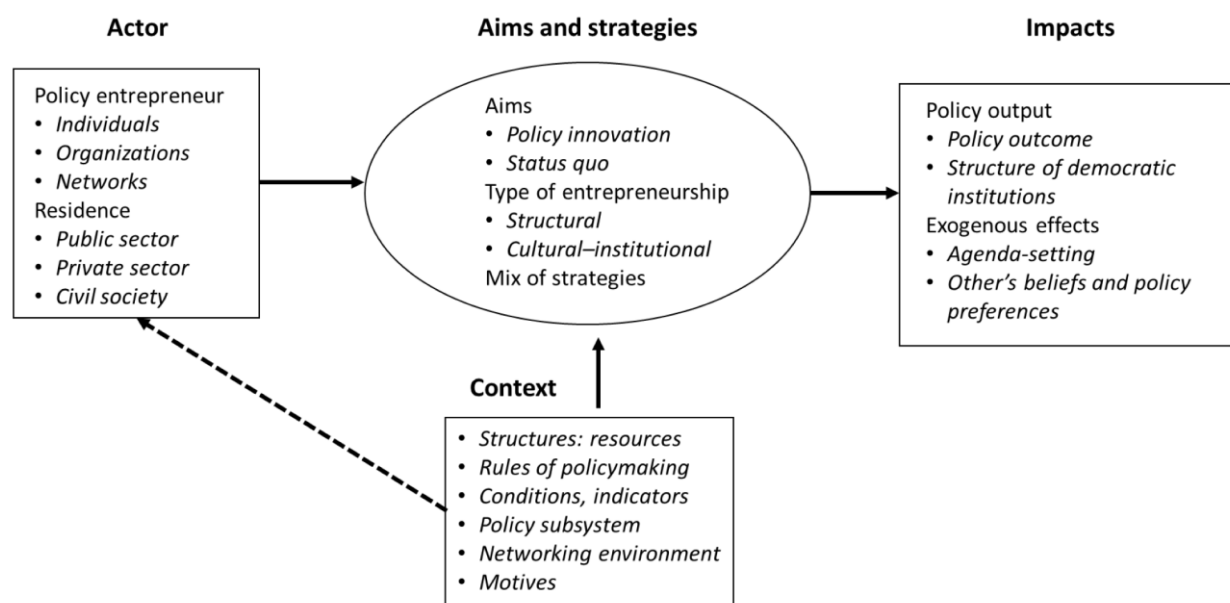 Actor
Policy entrepreneur
• Individuals
• Organizations
• Networks
Residence
• Public sector
• Private sector
• Civil society
Aims and strategies
Aims
• Policy innovation
• Status quo
Type of entrepreneurship
• Structural
• Cultural–institutional
Mix of strategies
Impacts
Policy output
• Policy outcome
• Structure of democratic
institutions
Exogenous effects
• Agenda-setting
• Other's beliefs and policy
preferences
Context
• Structures: resources
• Rules of policymaking
• Conditions, indicators
• Policy subsystem
• Networking environment
• Motives